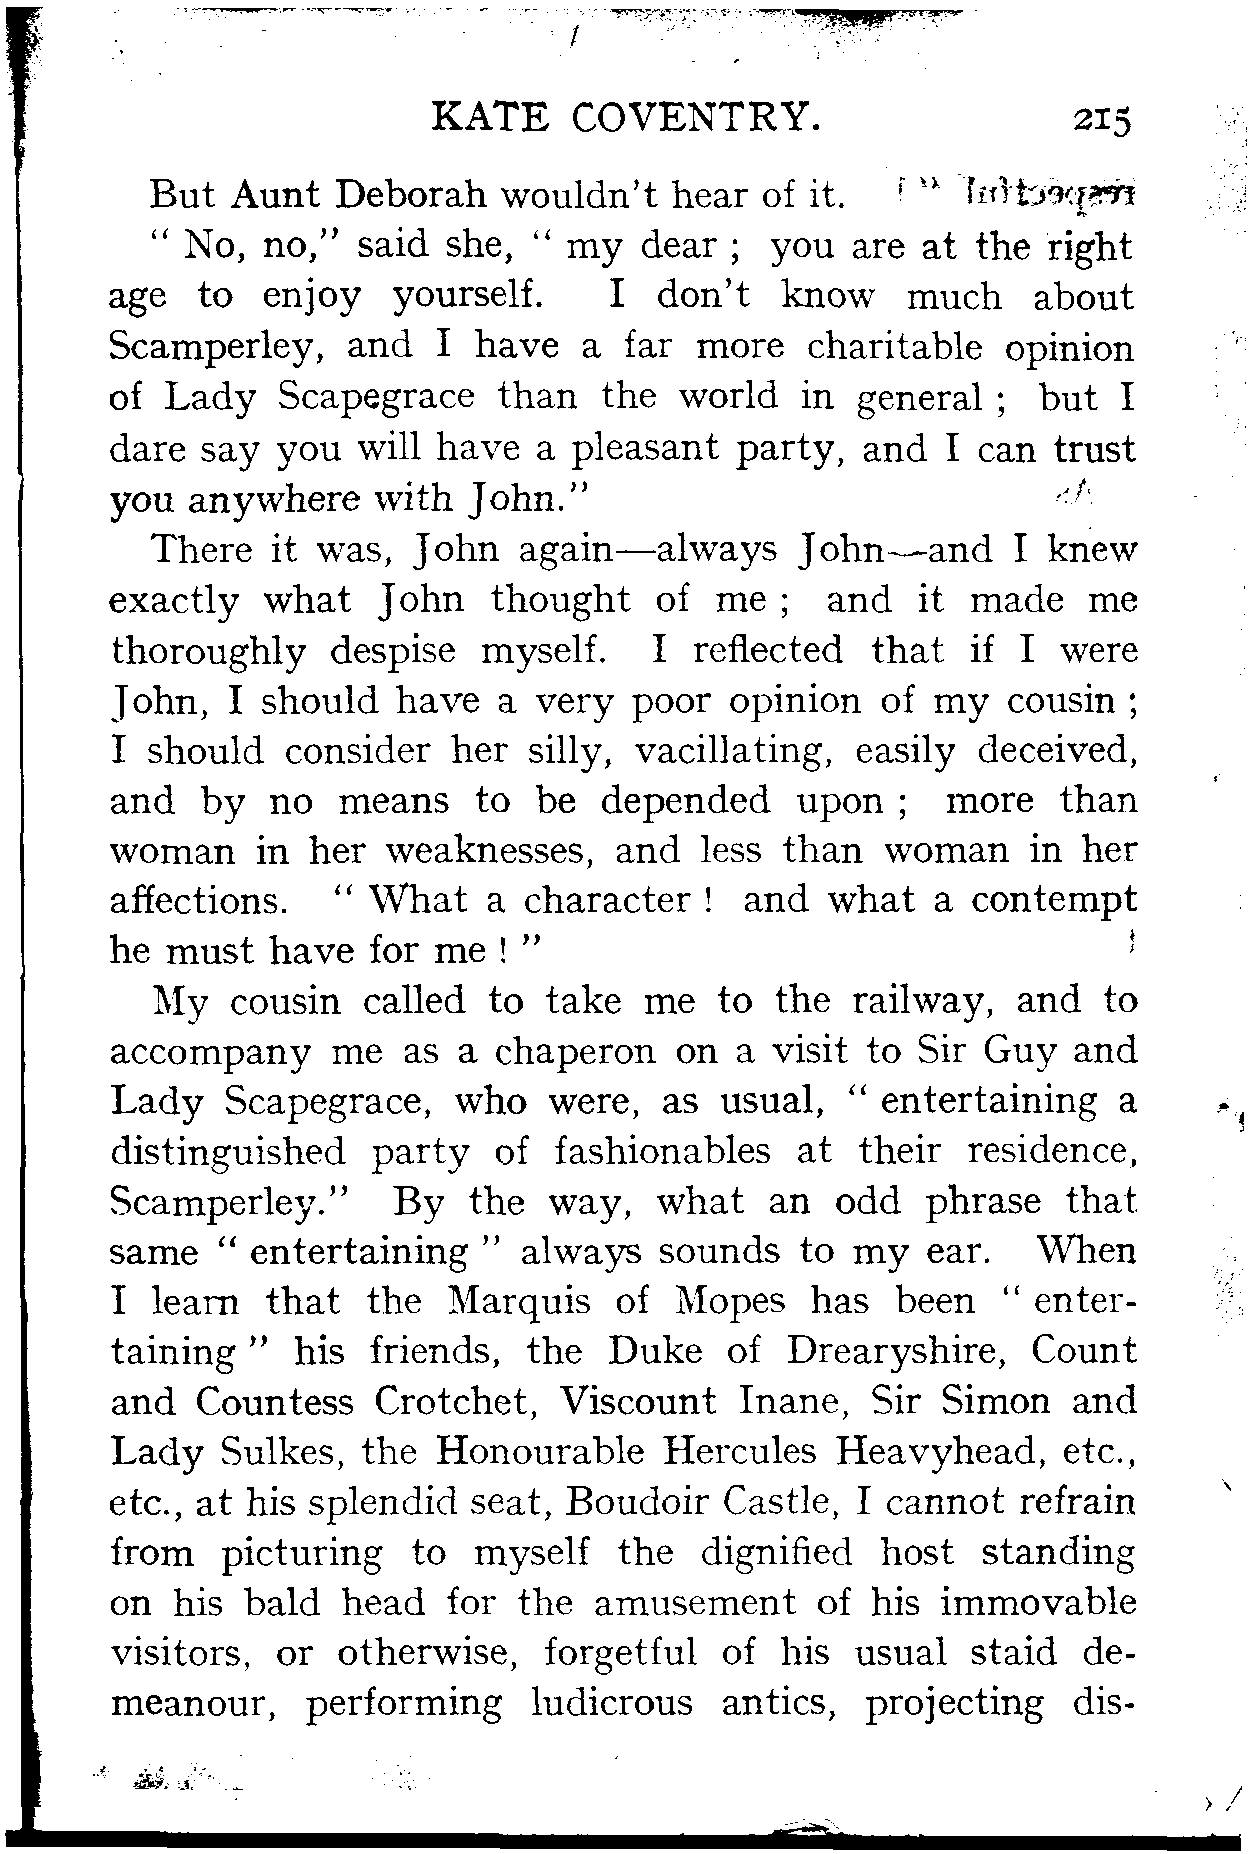 KATE COVENTRY. 215
But Aunt Deborah wouldn't hear of it.
" No, no," said she, " my dear ; you are at the right
age to enjoy yourself. I don't know much about
Scamperley, and I have a far more charitable opinion
of Lady Scapegrace than the world in general ; but I
dare say you will have a pleasant party, and I can trust
you anywhere with John."
There it was, John again—always John—and I knew
exactly what John thought of me ; and it made me
thoroughly despise myself. I reflected that if I were
John, I should have a very poor opinion of my cousin ;
I should consider her silly, vacillating, easily deceived,
and by no means to be depended upon ; more than
woman in her weaknesses, and less than woman in her
affections. " What a character ! and what a contempt
he must have for me ! "
My cousin called to take me to the railway, and to
accompany me as a chaperon on a visit to Sir Guy and
Lady Scapegrace, who were, as usual, " entertaining a
distinguished party of fashionables at their residence,
Scamperley." By the way, what an odd phrase that
same " entertaining " always sounds to my ear. When
I learn that the Marquis of Mopes has been " enter-
taining " his friends, the Duke of Drearyshire, Count
and Countess Crotchet, Viscount Inane, Sir Simon and
Lady Sulkes, the Honourable Hercules Heavyhead, etc.,
etc., at his splendid seat, Boudoir Castle, I cannot refrain
from picturing to myself the dignified host standing
on his bald head for the amusement of his immovable
visitors, or otherwise, forgetful of his usual staid de-
meanour, performing ludicrous antics, projecting dis-